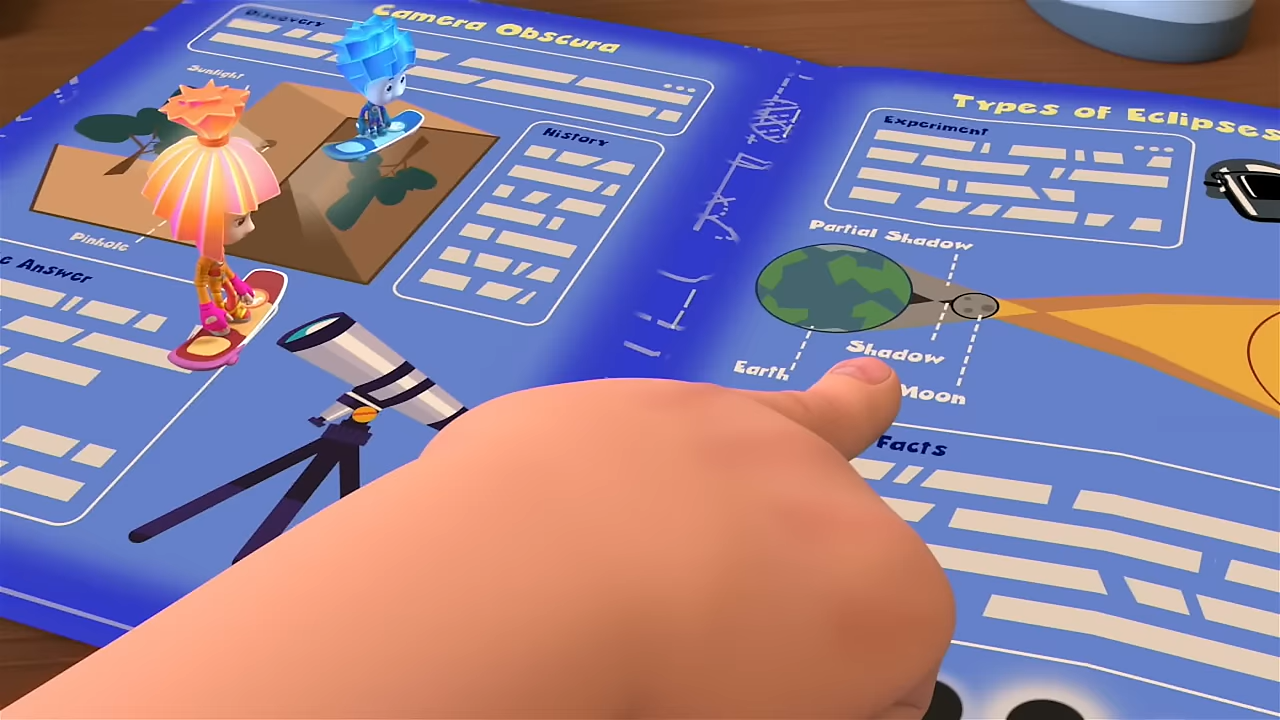 Camera Obscura
Discovery
Sunlight
History
Pinhole
Answer
Types of Eclipses
Experiment
Partial Shadow
Shadow
Earth
Moon
Facts